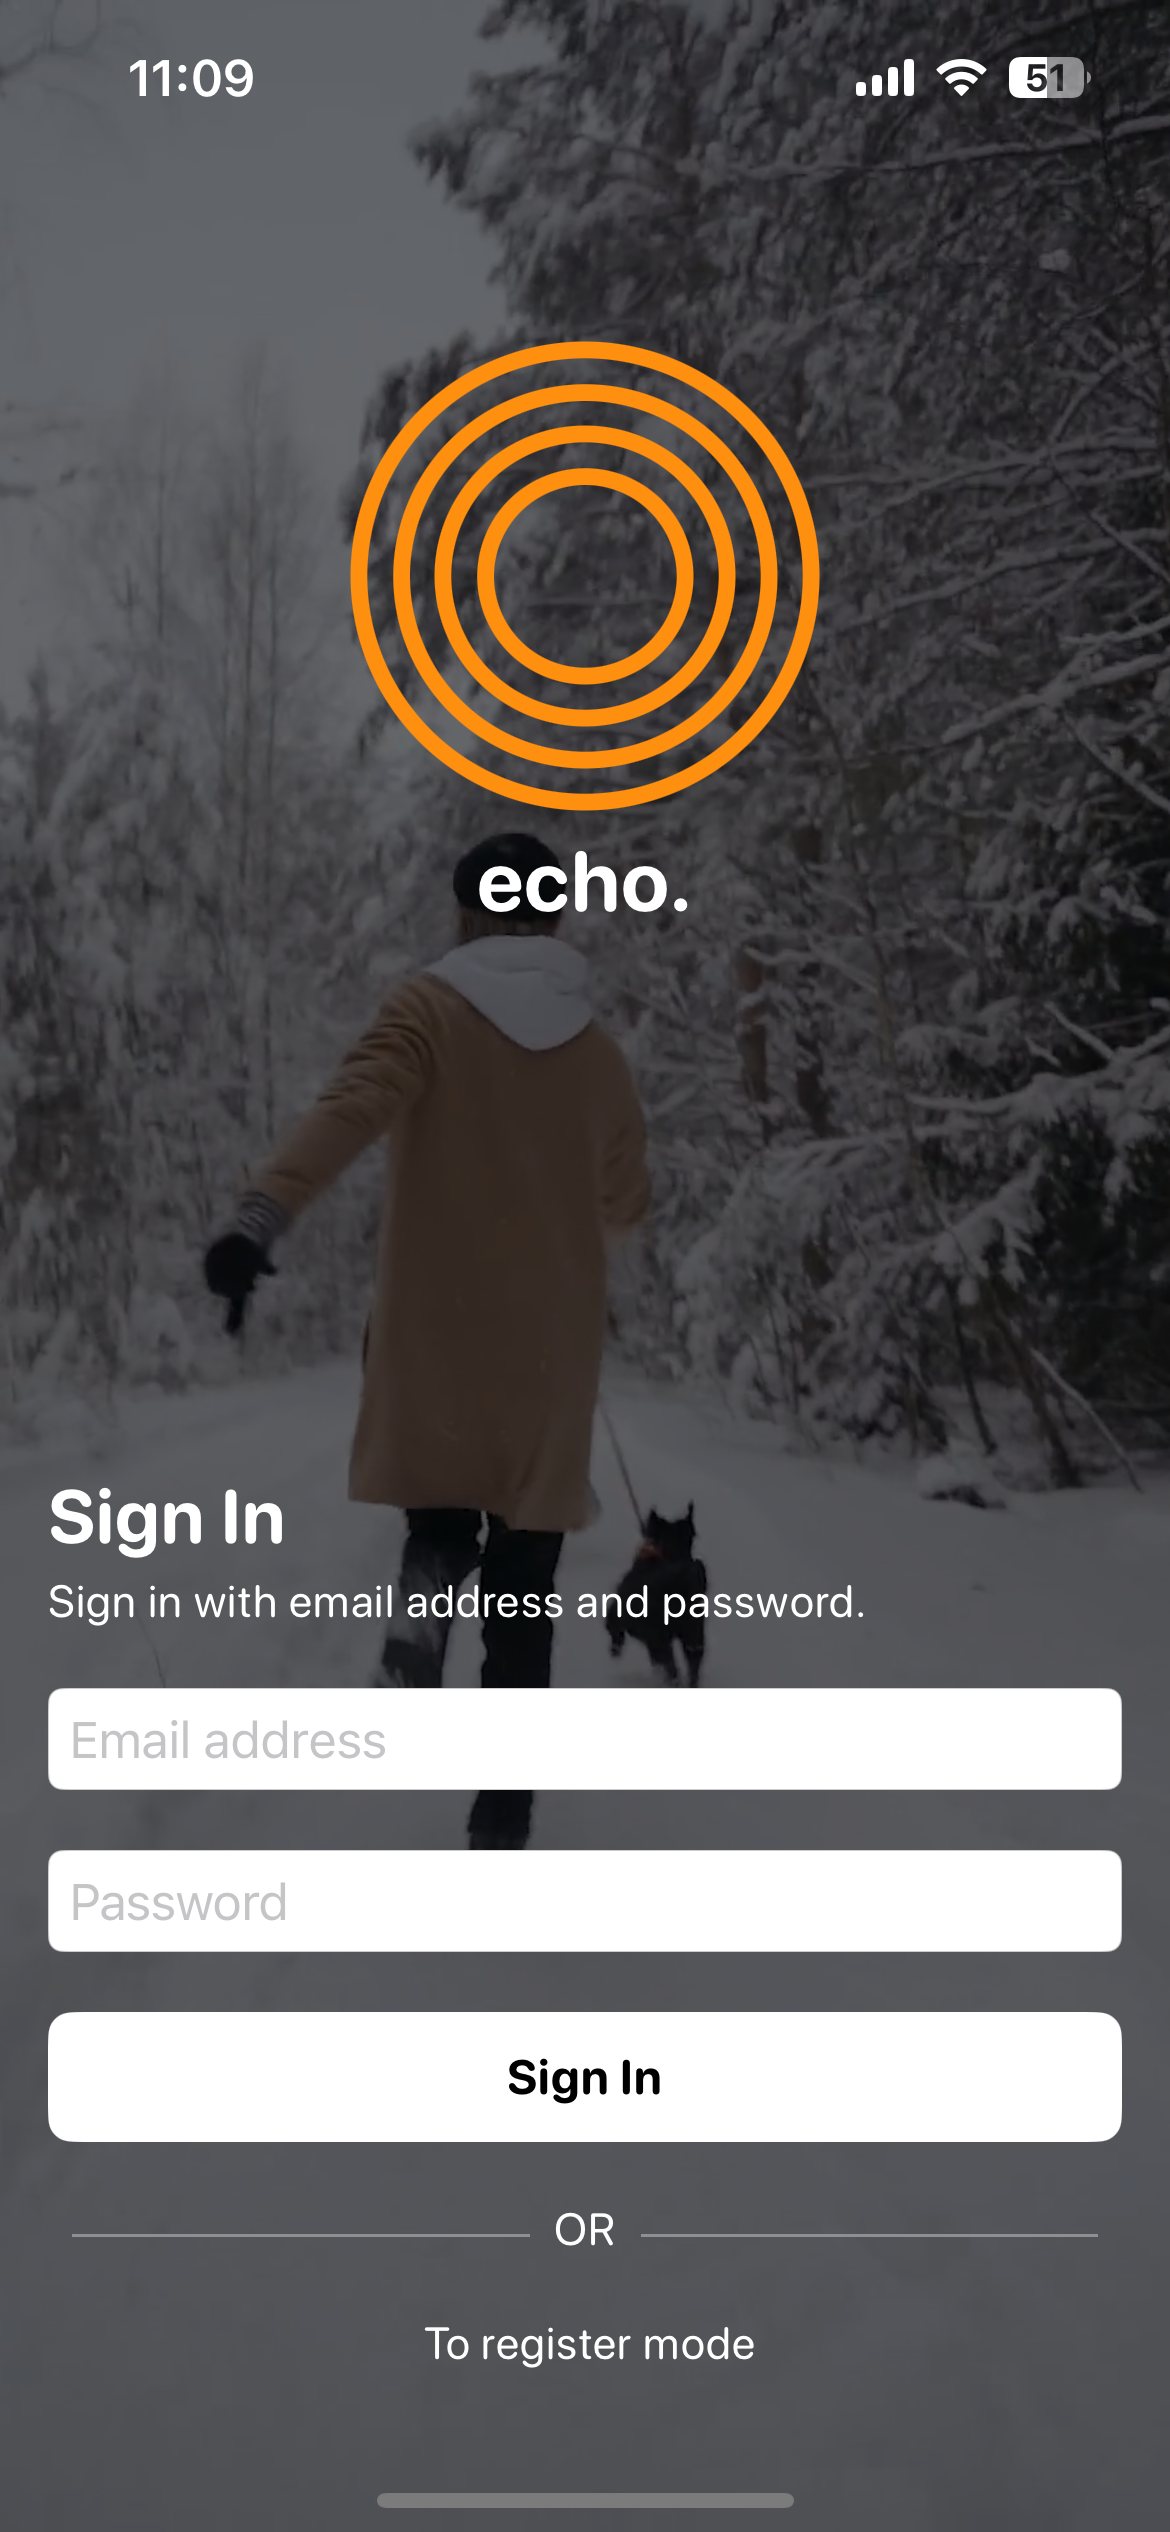 11:09
51
echo.
Sign In
Sign in with email address and password.
Email address
Password
Sign In
OR
To register mode